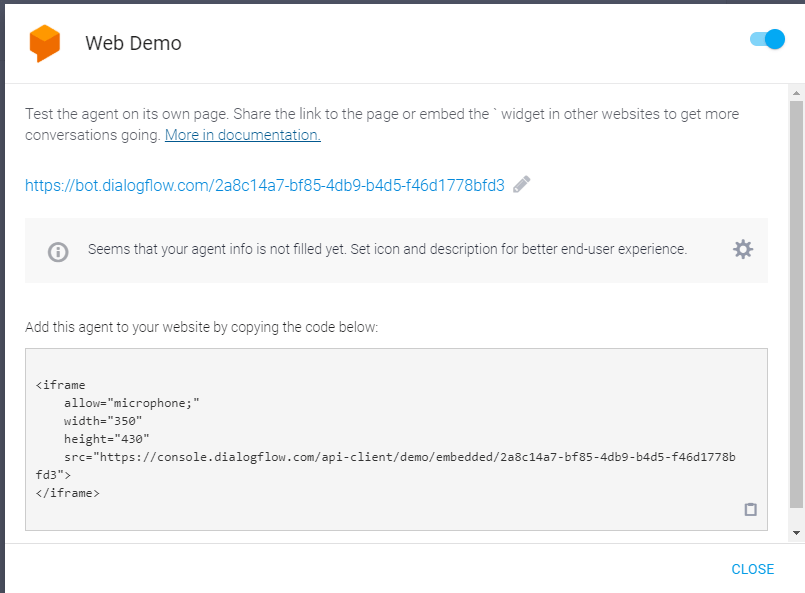 Web Demo
Test the agent on its own page. Share the link to the page or embed the ` widget in other websites to get more
conversations going. More in documentation.
https://bot.dialogflow.com/2a8c14a7-bf85-4db9-b4d5-f46d1778bfd3
Seems that your agent info is not filled yet. Set icon and description for better end-user experience.
Add this agent to your website by copying the code below:
<iframe
    allow="microphone;"
    width="350"
    height="430"
    src="https://console.dialogflow.com/api-client/demo/embedded/2a8c14a7-bf85-4db9-b4d5-f46d1778b
fd3">
</iframe>
CLOSE